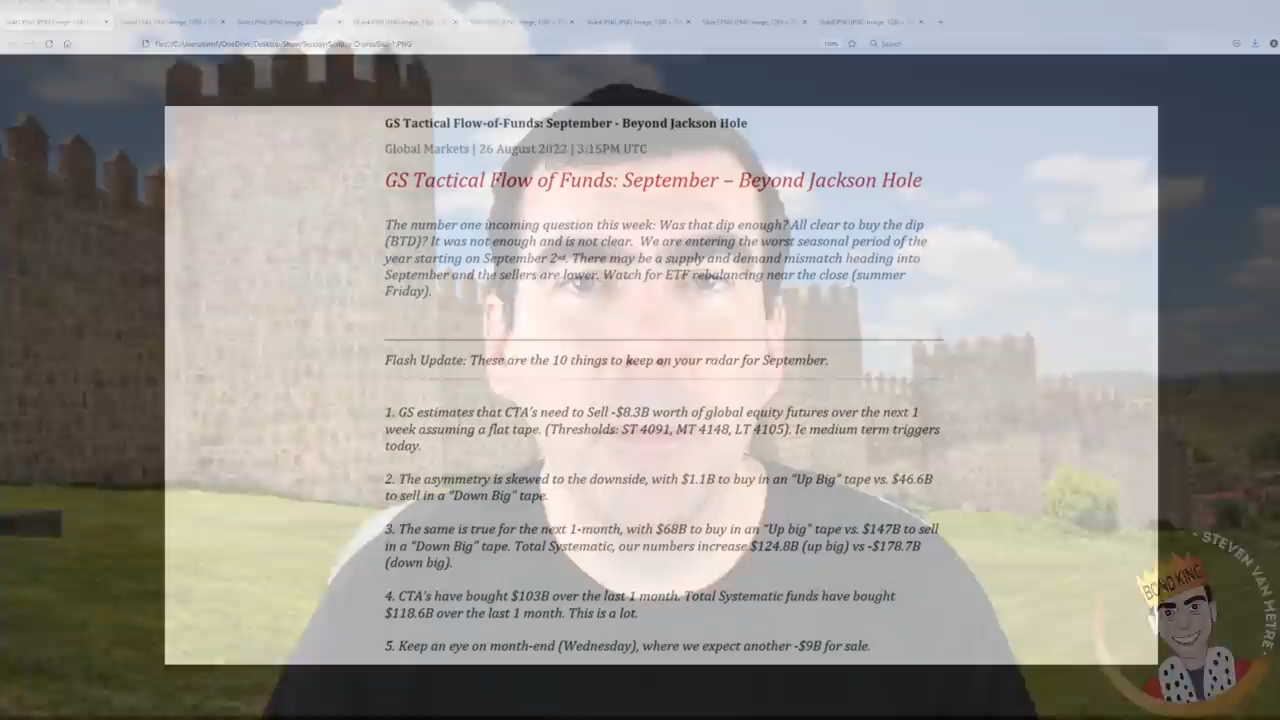 GS Tactical Flow-of-Funds: September - Beyond Jackson Hole
Global Markets | 26 August 2022 | 3:15PM UTC
GS Tactical Flow of Funds: September – Beyond Jackson Hole
The number one incoming question this week: Was that dip enough? All clear to buy the dip
(BTD)? It was not enough and is not clear. We are entering the worst seasonal period of the
year starting on September 2nd. There may be a supply and demand mismatch heading into
September and the sellers are lower. Watch for ETF rebalancing near the close (summer
Friday).
Flash Update: These are the 10 things to keep on your radar for September.
1. GS estimates that CTA's need to Sell -$8.3B worth of global equity futures over the next 1
week assuming a flat tape. (Thresholds: ST 4091, MT 4148, LT 4105). Ie medium term triggers
today.
2. The asymmetry is skewed to the downside, with $1.1B to buy in an "Up Big" tape vs. $46.6B
to sell in a "Down Big" tape.
3. The same is true for the next 1-month, with $68B to buy in an "Up big" tape vs. $147B to sell
in a "Down Big" tape. Total Systematic, our numbers increase $124.8B (up big) vs -$178.7B
(down big).
4. CTA's have bought $103B over the last 1 month. Total Systematic funds have bought
$118.6B over the last 1 month. This is a lot.
5. Keep an eye on month-end (Wednesday), where we expect another -$9B for sale.
150%
Search
BOND KING
- STEVEN VAN METRE.